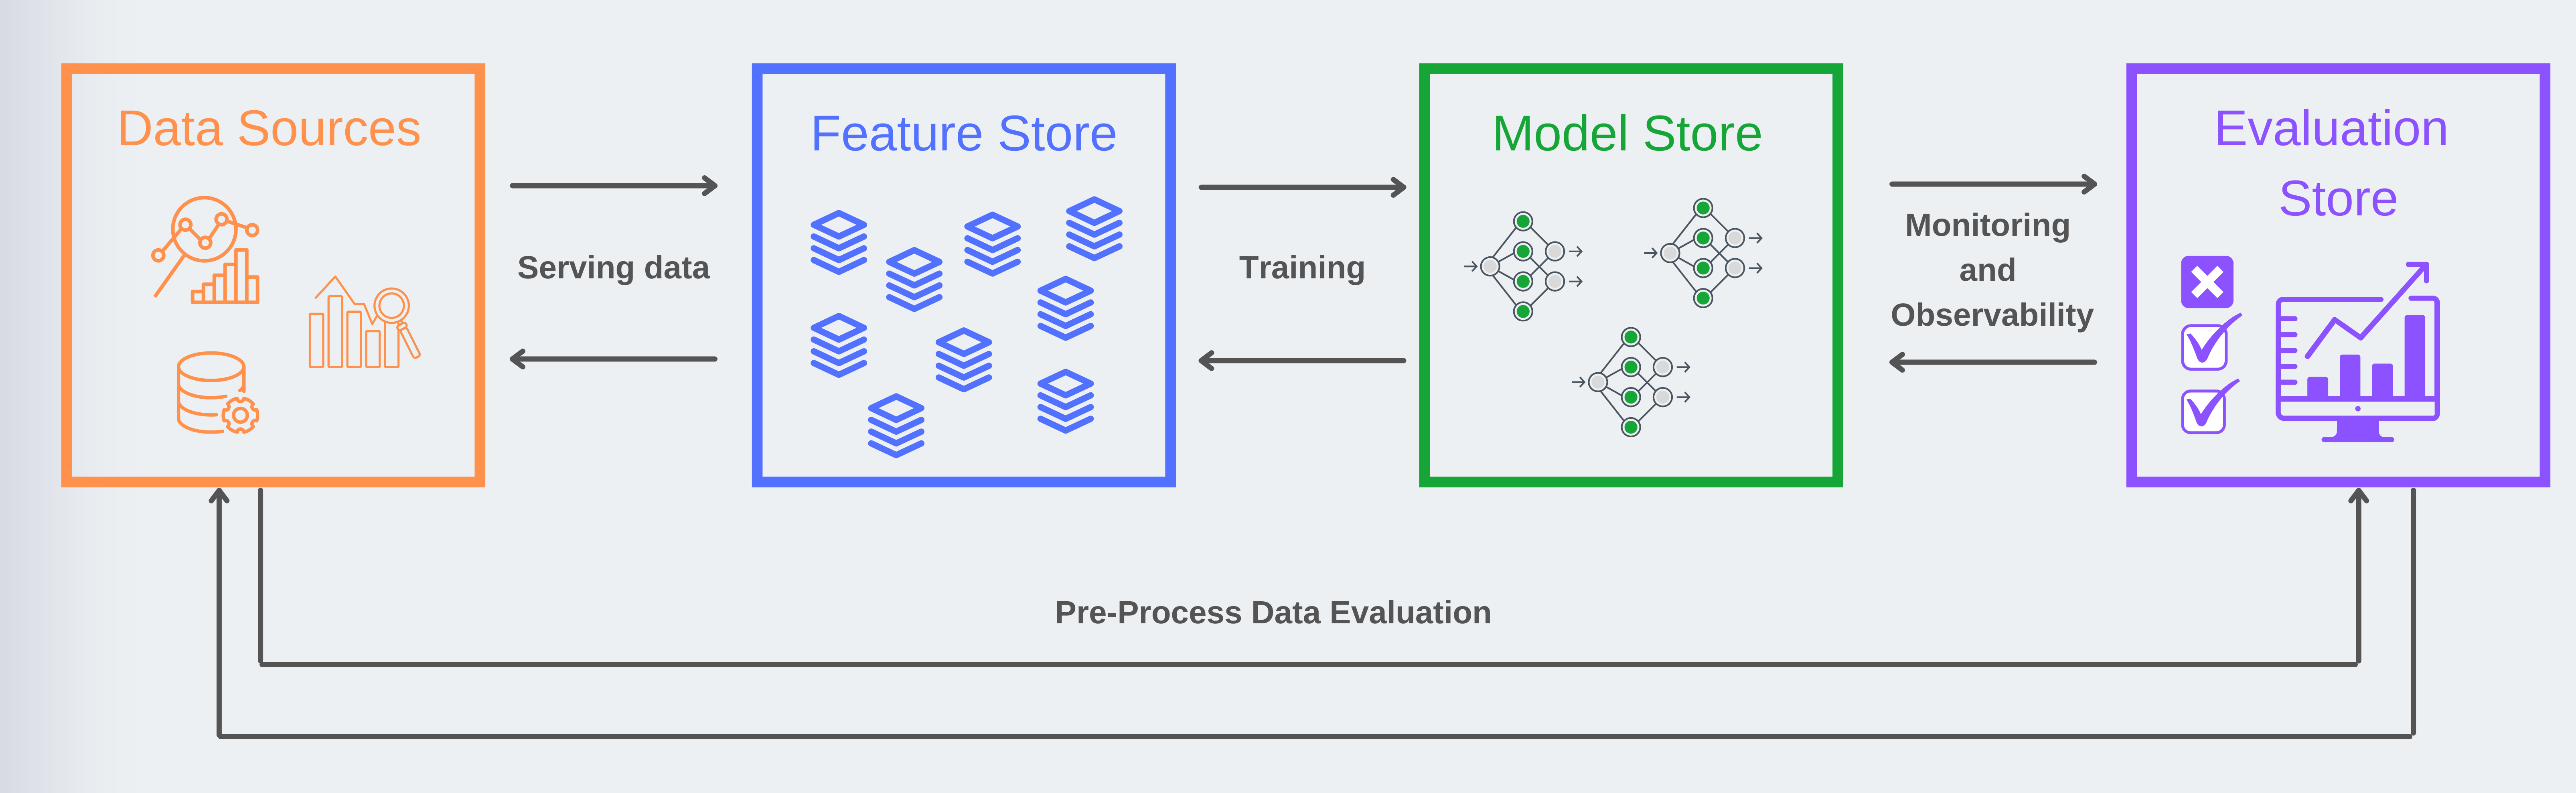 Data Sources
Serving data
Feature Store
Training
Model Store
Monitoring
and
Observability
Evaluation
Store
Pre-Process Data Evaluation